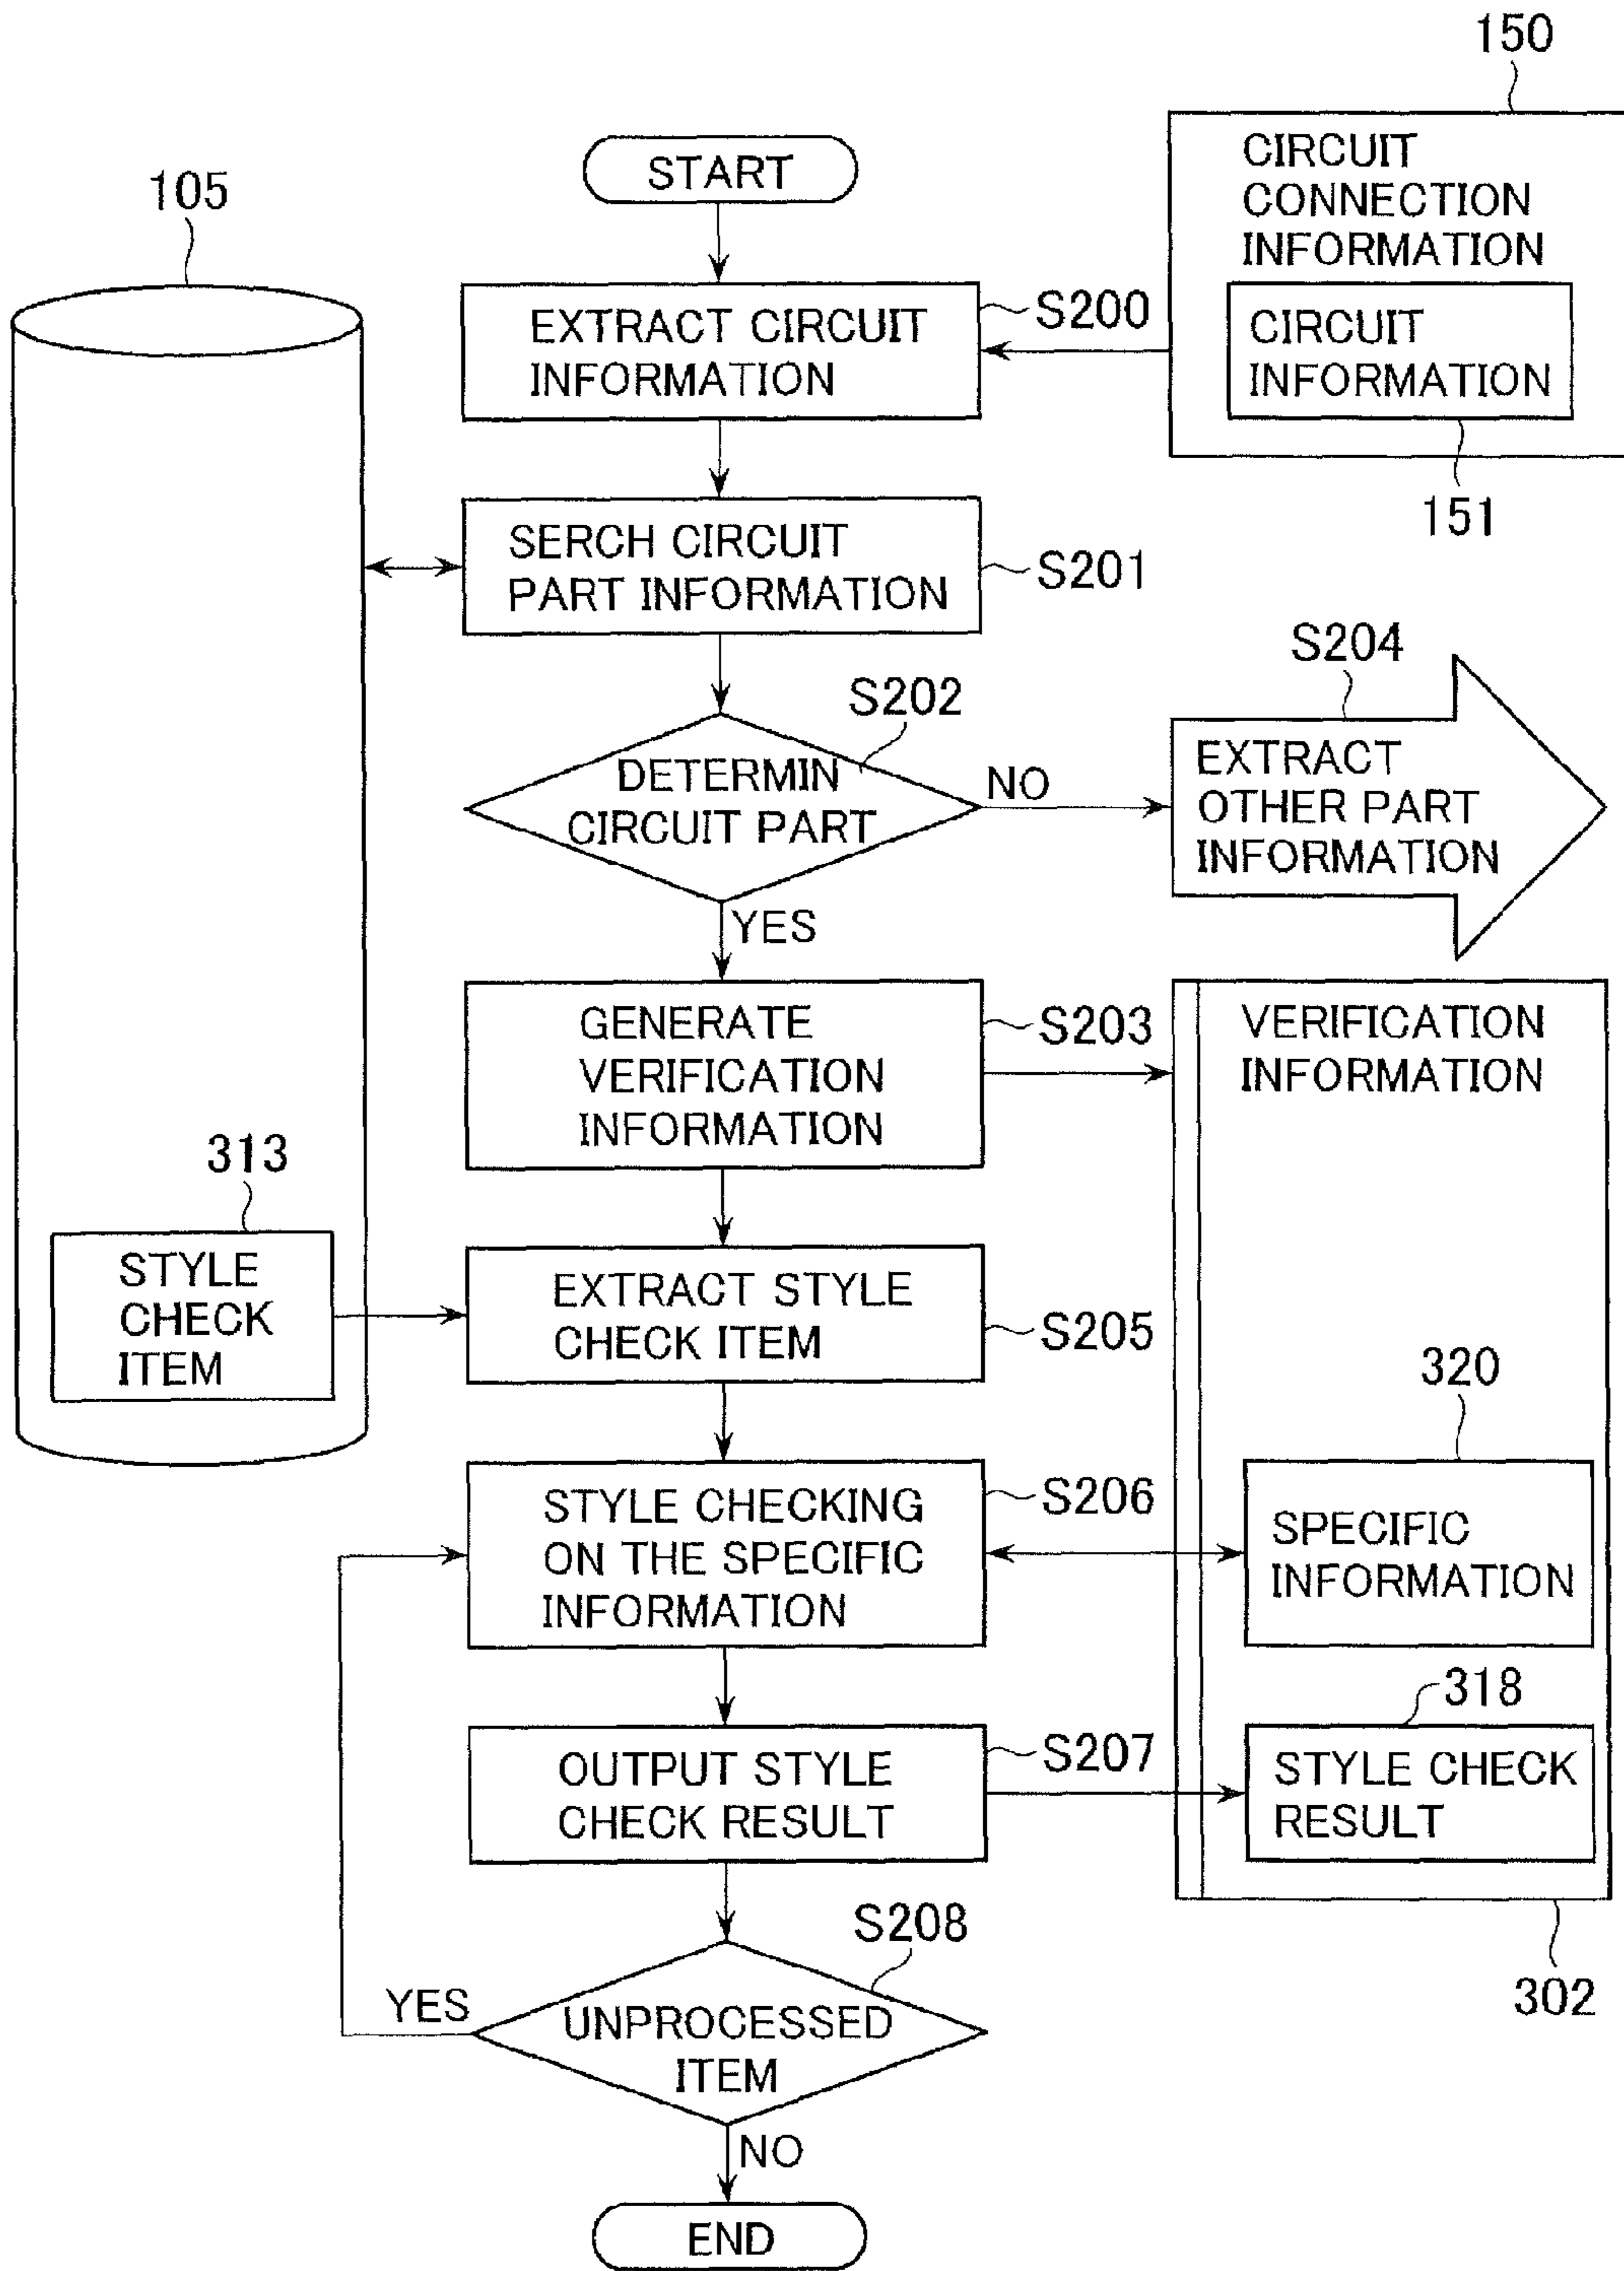 150
CIRCUIT
CONNECTION
INFORMATION
CIRCUIT
INFORMATION
151
START
105
EXTRACT CIRCUIT
INFORMATION
S200
SERCH CIRCUIT
PART INFORMATION
S201
S202
DETERMIN
CIRCUIT PART
NO
S204
EXTRACT
OTHER PART
INFORMATION
YES
GENERATE
VERIFICATION
INFORMATION
S203
VERIFICATION
INFORMATION
313
STYLE
CHECK
ITEM
EXTRACT STYLE
CHECK ITEM
S205
320
STYLE CHECKING
ON THE SPECIFIC
INFORMATION
S206
SPECIFIC
INFORMATION
318
OUTPUT STYLE
CHECK RESULT
S207
STYLE CHECK
RESULT
302
S208
YES
UNPROCESSED
ITEM
NO
END